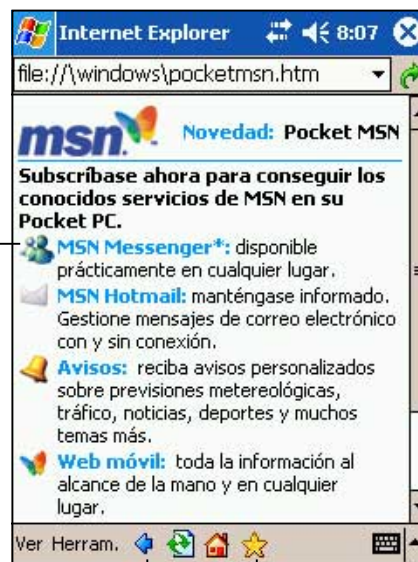 Internet Explorer 8:07
file://\windows\pocketmsn.htm
msn Novedad: Pocket MSN
Subscríbase ahora para conseguir los
conocidos servicios de MSN en su
Pocket PC.
MSN Messenger*: disponible
prácticamente en cualquier lugar.
MSN Hotmail: manténgase informado.
Gestione mensajes de correo electrónico
con y sin conexión.
Avisos: reciba avisos personalizados
sobre previsiones metereológicas,
tráfico, noticias, deportes y muchos
temas más.
Web móvil: toda la información al
alcance de la mano y en cualquier
lugar.
Ver Herram.